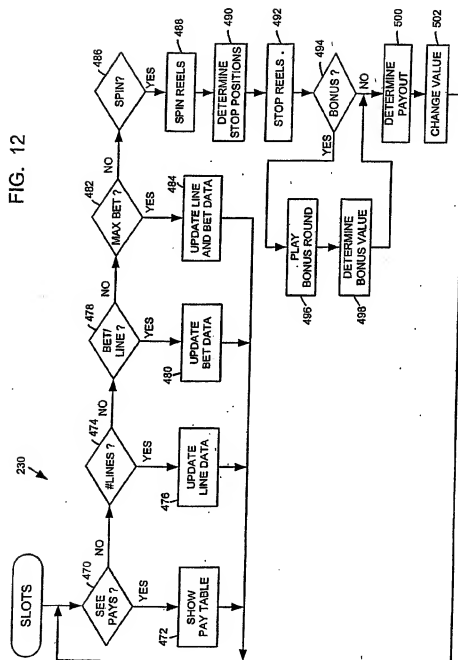 FIG. 12
230
SLOTS
470
SEE
PAYS ?
YES
NO
472
SHOW
PAY TABLE
474
#LINES ?
YES
NO
476
UPDATE
LINE DATA
478
BET/
LINE ?
YES
NO
480
UPDATE
BET DATA
482
MAX BET ?
YES
NO
484
UPDATE LINE
AND BET DATA
486
SPIN?
YES
488
SPIN REELS
490
DETERMINE
STOP POSITIONS
492
STOP REELS
494
BONUS ?
YES
NO
496
PLAY
BONUS ROUND
498
DETERMINE
BONUS VALUE
500
DETERMINE
PAYOUT
502
CHANGE VALUE